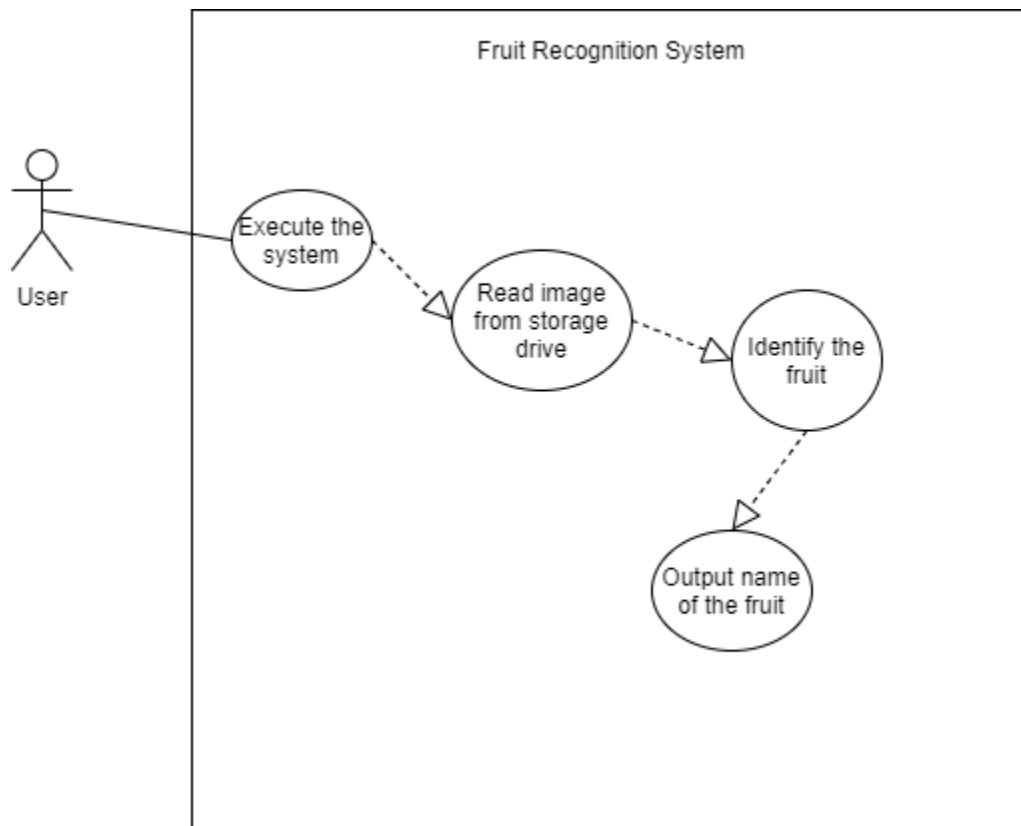 Fruit Recognition System
Execute the
system
User
Read image
from storage
drive
Identify the
fruit
Output name
of the fruit